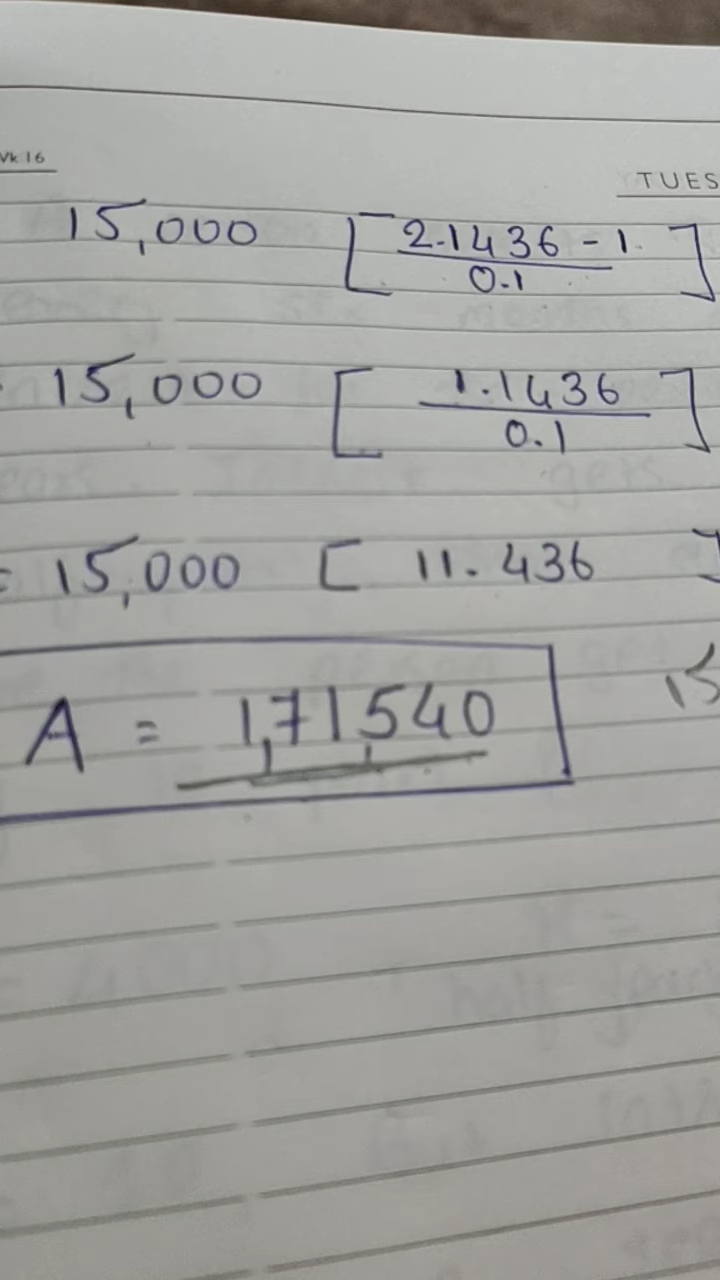 Wk 16
TUES
15,000 [ 2.1436 - 1 / 0.1 ]
15,000 [ 1.1436 / 0.1 ]
= 15,000 [ 11.436 ]
A = 1,71,540
15